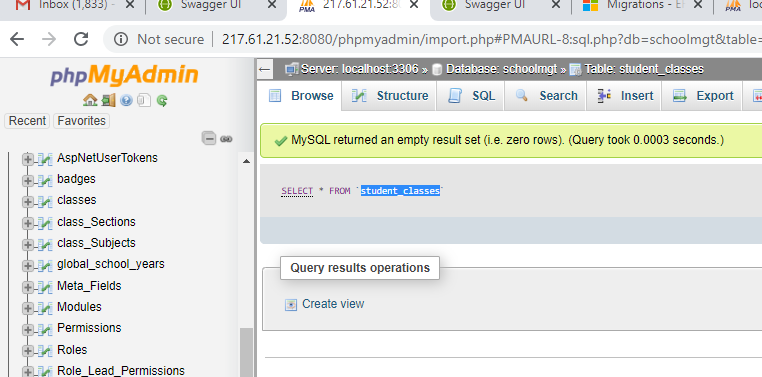 Inbox (1,833)
Swagger UI
217.61.21.52:80
Swagger UI
Migrations - E
loc
Not secure | 217.61.21.52:8080/phpmyadmin/import.php#PMAURL-8:sql.php?db=schoolmgt&table=
phpMyAdmin
Recent Favorites
AspNetUserTokens
badges
classes
class_Sections
class_Subjects
global_school_years
Meta_Fields
Modules
Permissions
Roles
Role_Lead_Permissions
Server: localhost:3306 » Database: schoolmgt » Table: student_classes
Browse Structure SQL Search Insert Export
MySQL returned an empty result set (i.e. zero rows). (Query took 0.0003 seconds.)
SELECT * FROM `student_classes`
Query results operations
Create view